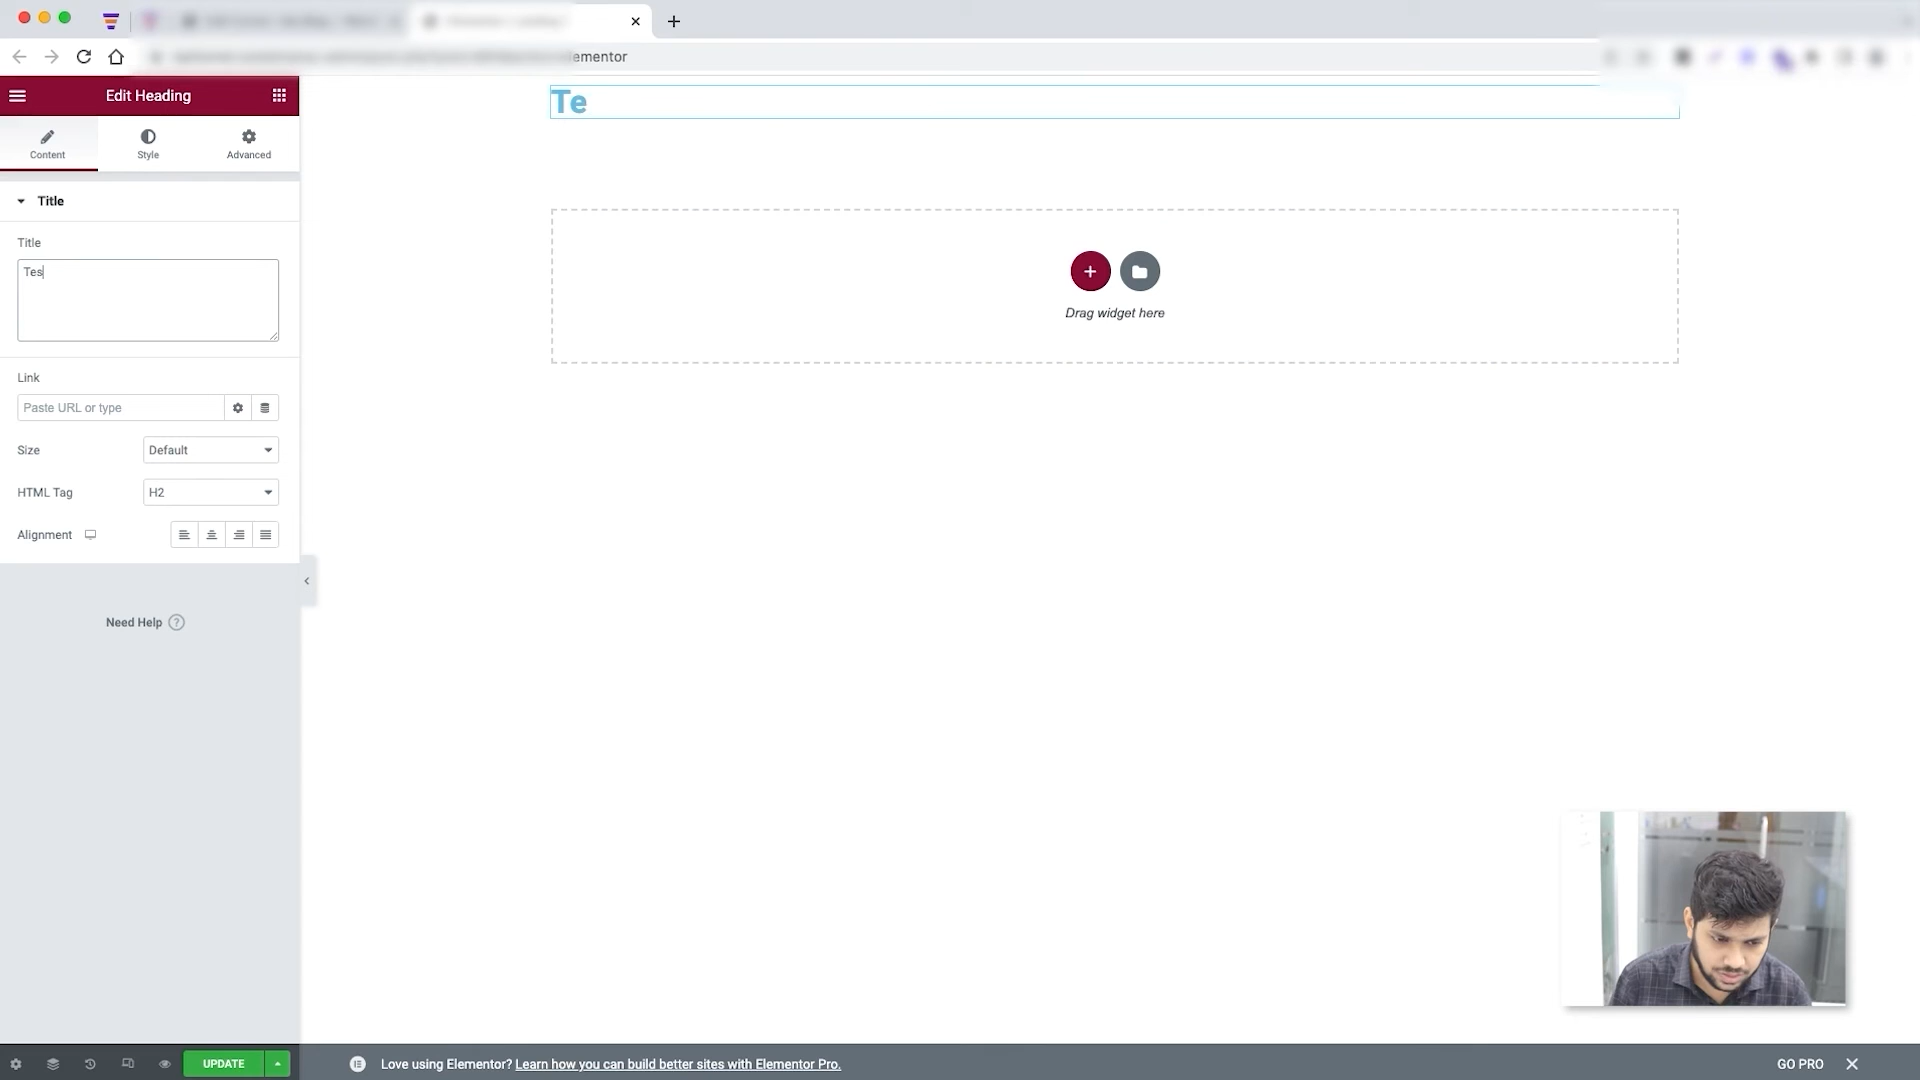 elementor
Edit Heading
Te
Content
Style
Advanced
Title
Title
Tes
Drag widget here
Link
Paste URL or type
Size
Default
HTML Tag
H2
Alignment
Need Help ?
UPDATE
Love using Elementor? Learn how you can build better sites with Elementor Pro.
GO PRO